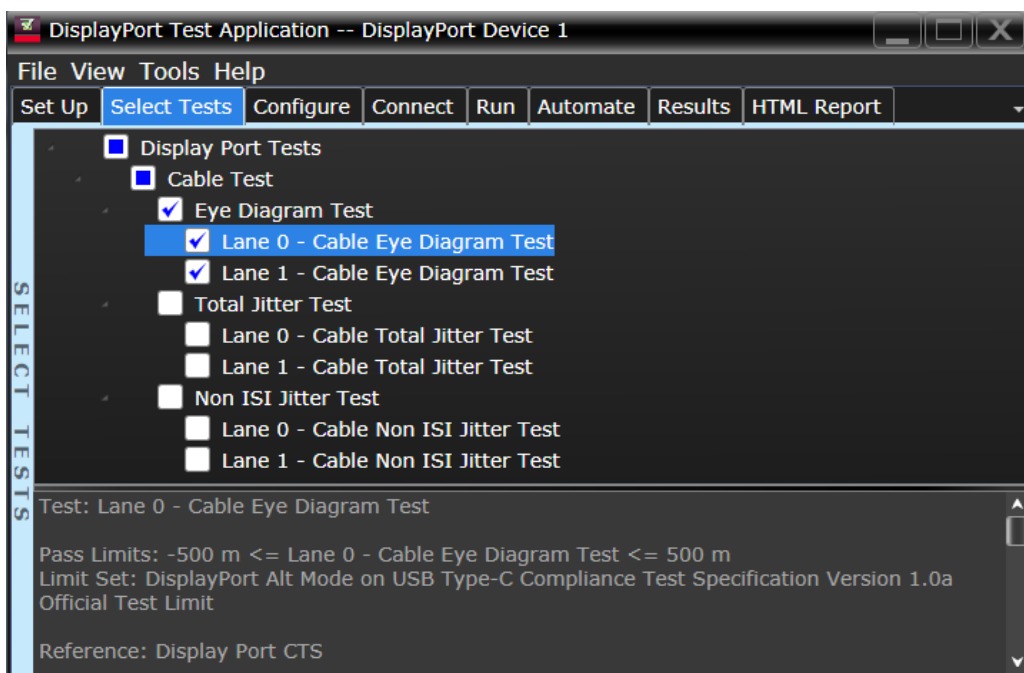 DisplayPort Test Application -- DisplayPort Device 1
File View Tools Help
Set Up Select Tests Configure Connect Run Automate Results HTML Report
Display Port Tests
Cable Test
Eye Diagram Test
Lane 0 - Cable Eye Diagram Test
Lane 1 - Cable Eye Diagram Test
Total Jitter Test
Lane 0 - Cable Total Jitter Test
Lane 1 - Cable Total Jitter Test
Non ISI Jitter Test
Lane 0 - Cable Non ISI Jitter Test
Lane 1 - Cable Non ISI Jitter Test
SELECT TESTS
Test: Lane 0 - Cable Eye Diagram Test
Pass Limits: -500 m <= Lane 0 - Cable Eye Diagram Test <= 500 m
Limit Set: DisplayPort Alt Mode on USB Type-C Compliance Test Specification Version 1.0a
Official Test Limit
Reference: Display Port CTS